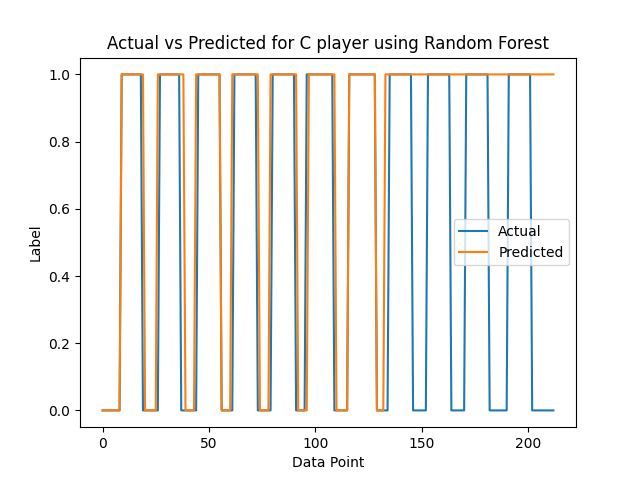 Actual vs Predicted for C player using Random Forest
1.0
0.8
0.6
0.4
0.2
0.0
Label
Actual
Predicted
0
50
100
150
200
Data Point